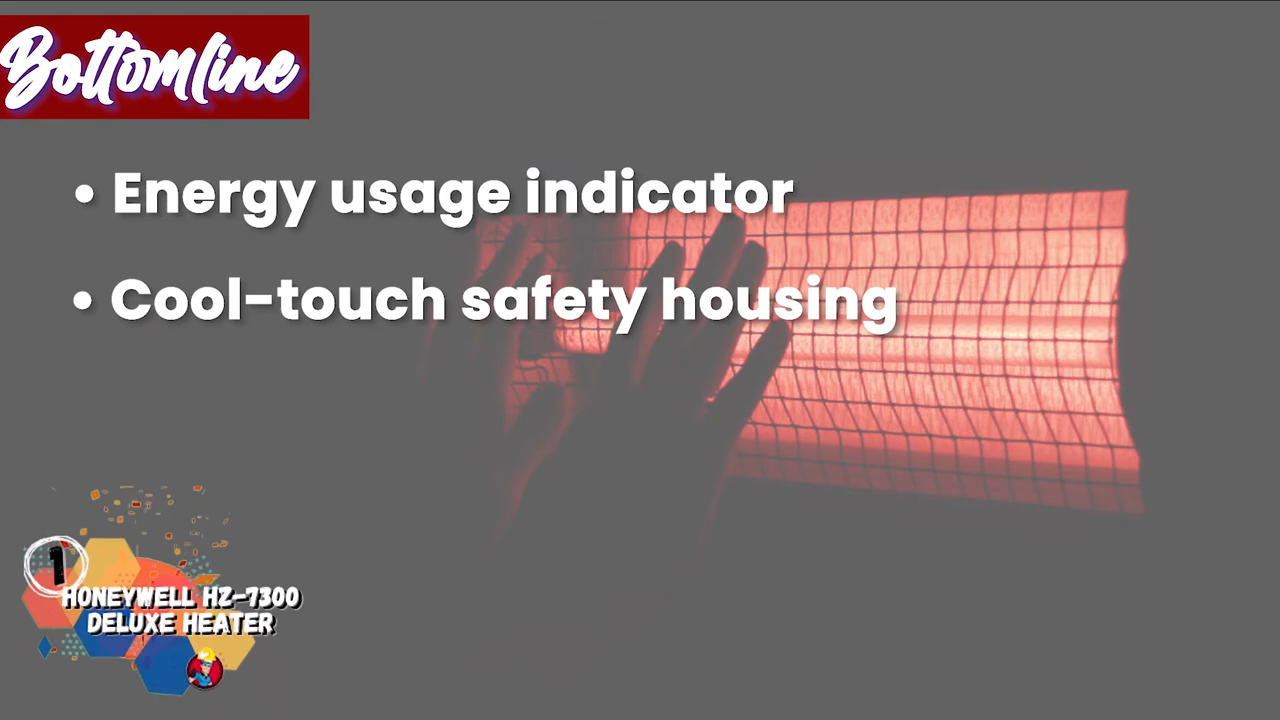 Bottomline
• Energy usage indicator
• Cool-touch safety housing
1
HONEYWELL HZ-7300
DELUXE HEATER